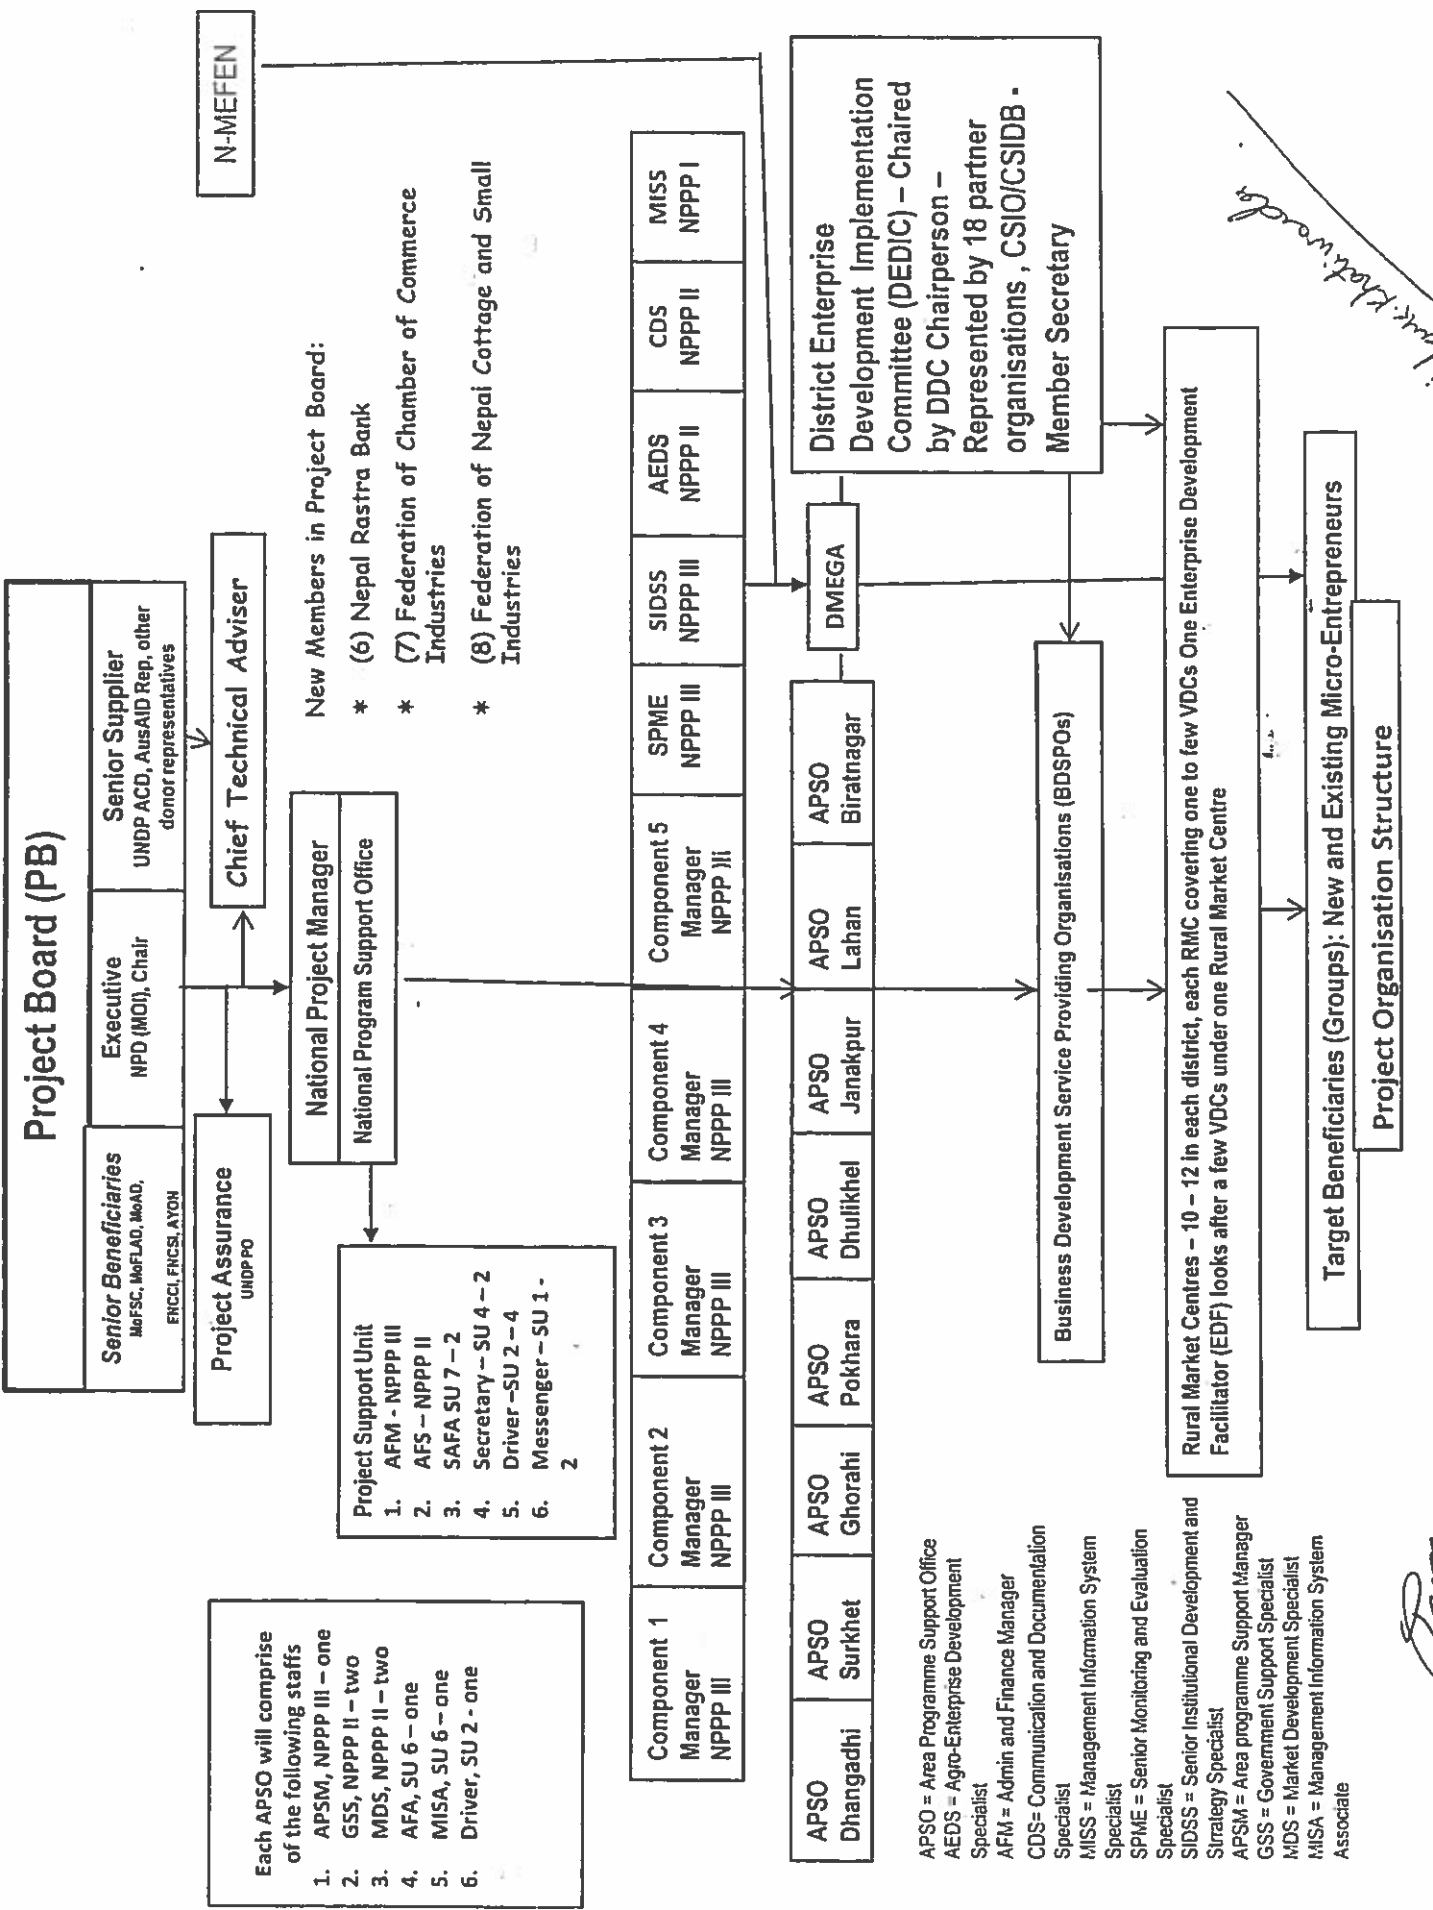 Project Board (PB)
Senior Beneficiaries
MoFSC, MoFLAD, MoAD,
FNCCI, FNCSI, AYON
Executive
NPD (MOI), Chair
Senior Supplier
UNDP ACD, AusAID Rep, other
donor representatives
Project Assurance
UNDP PO
Chief Technical Adviser
N-MEFEN
National Project Manager
National Program Support Office
New Members in Project Board:
* (6) Nepal Rastra Bank
* (7) Federation of Chamber of Commerce
Industries
* (8) Federation of Nepal Cottage and Small
Industries
Each APSO will comprise
of the following staffs
1. APSM, NPPP III – one
2. GSS, NPPP II – two
3. MDS, NPPP II – two
4. AFA, SU 6 – one
5. MISA, SU 6 – one
6. Driver, SU 2 - one
Project Support Unit
1. AFM - NPPP III
2. AFS – NPPP II
3. SAFA SU 7 – 2
4. Secretary – SU 4 – 2
5. Driver –SU 2 – 4
6. Messenger – SU 1 -
2
Component 1
Manager
NPPP III
Component 2
Manager
NPPP III
Component 3
Manager
NPPP III
Component 4
Manager
NPPP III
Component 5
Manager
NPPP III
SPME
NPPP III
SIDSS
NPPP III
AEDS
NPPP II
CDS
NPPP II
MISS
NPPP I
APSO
Dhangadhi
APSO
Surkhet
APSO
Ghorahi
APSO
Pokhara
APSO
Dhulikhel
APSO
Janakpur
APSO
Lahan
APSO
Biratnagar
DMEGA
District Enterprise
Development Implementation
Committee (DEDIC) – Chaired
by DDC Chairperson –
Represented by 18 partner
organisations , CSIO/CSIDB -
Member Secretary
Business Development Service Providing Organisations (BDSPOs)
Rural Market Centres – 10 – 12 in each district, each RMC covering one to few VDCs One Enterprise Development
Facilitator (EDF) looks after a few VDCs under one Rural Market Centre
Target Beneficiaries (Groups): New and Existing Micro-Entrepreneurs
Project Organisation Structure
APSO = Area Programme Support Office
AEDS = Agro-Enterprise Development
Specialist
AFM = Admin and Finance Manager
CDS= Communication and Documentation
Specialist
MISS = Management Information System
Specialist
SPME = Senior Monitoring and Evaluation
Specialist
SIDSS = Senior Institutional Development and
Strrategy Specialist
APSM = Area programme Support Manager
GSS = Government Support Specialist
MDS = Market Development Specialist
MISA = Management Information System
Associate